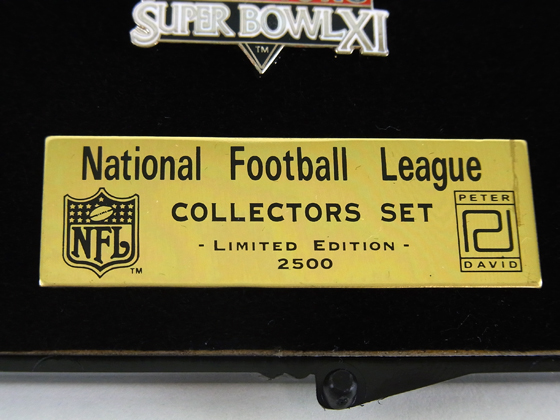 SUPER BOWL XI
TM
National Football League
COLLECTORS SET
- LIMITED EDITION -
2500
NFL
TM
PETER
DAVID